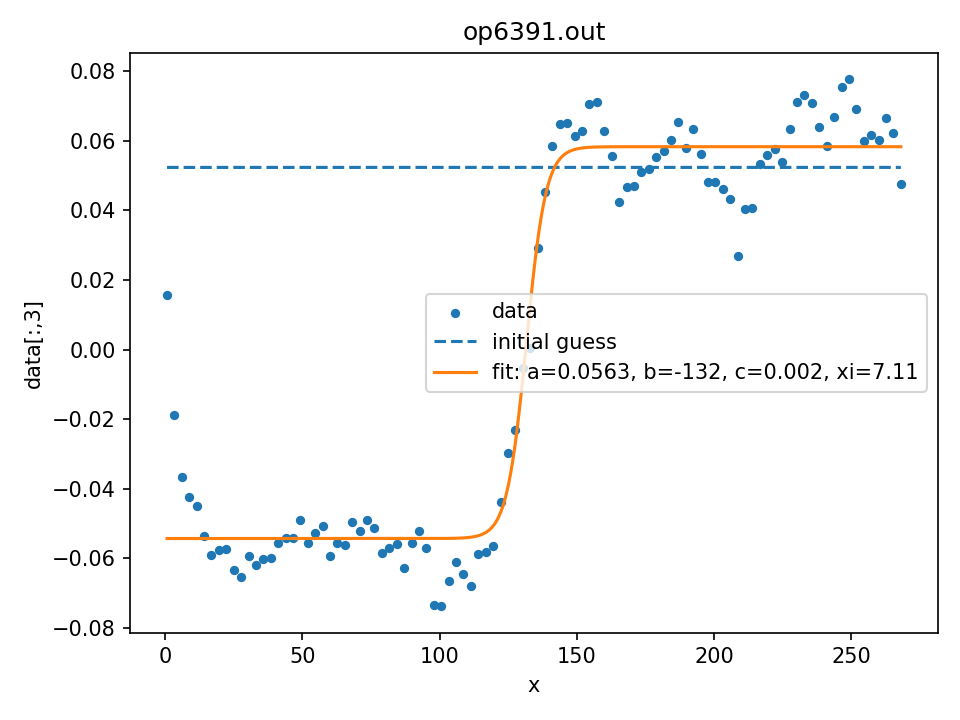 op6391.out
0.08
0.06
0.04
0.02
0.00
−0.02
−0.04
−0.06
−0.08
data[:,3]
data
initial guess
fit: a=0.0563, b=-132, c=0.002, xi=7.11
0 50 100 150 200 250
x